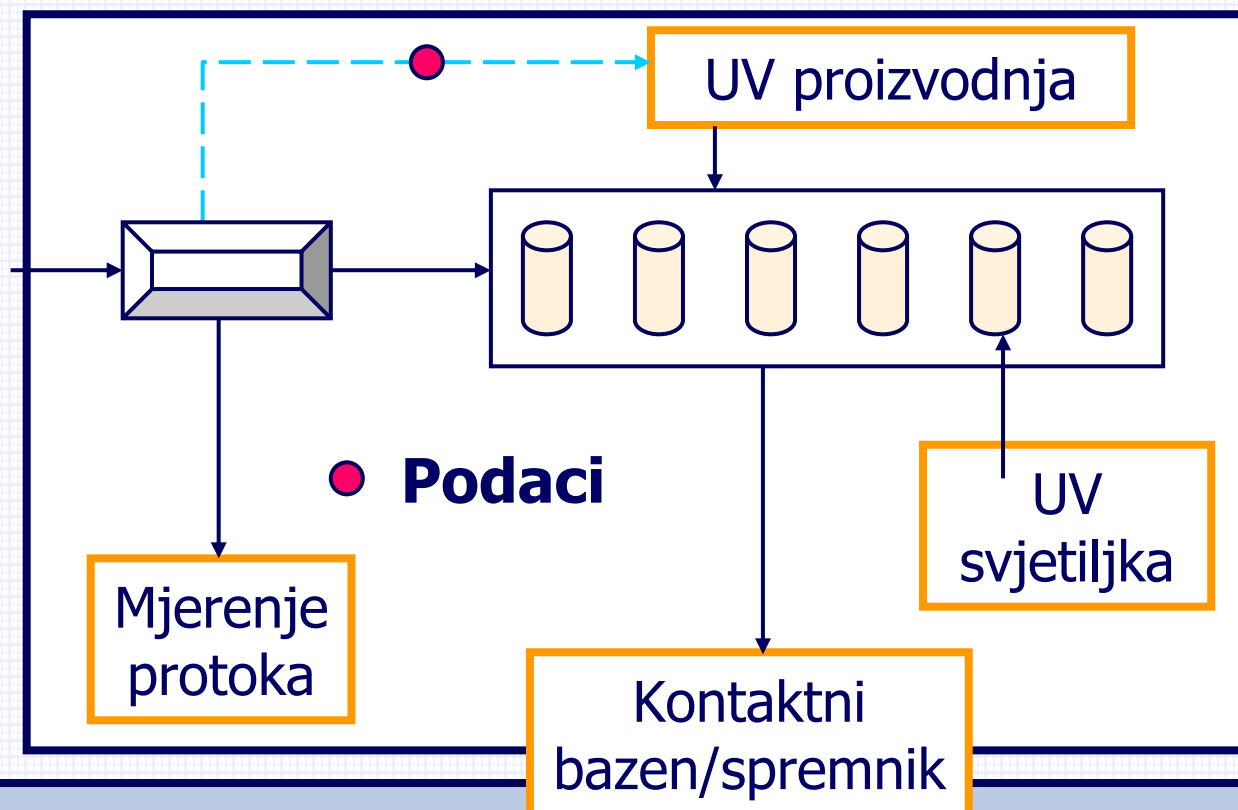 UV proizvodnja
Podaci
UV
svjetiljka
Mjerenje
protoka
Kontaktni
bazen/spremnik